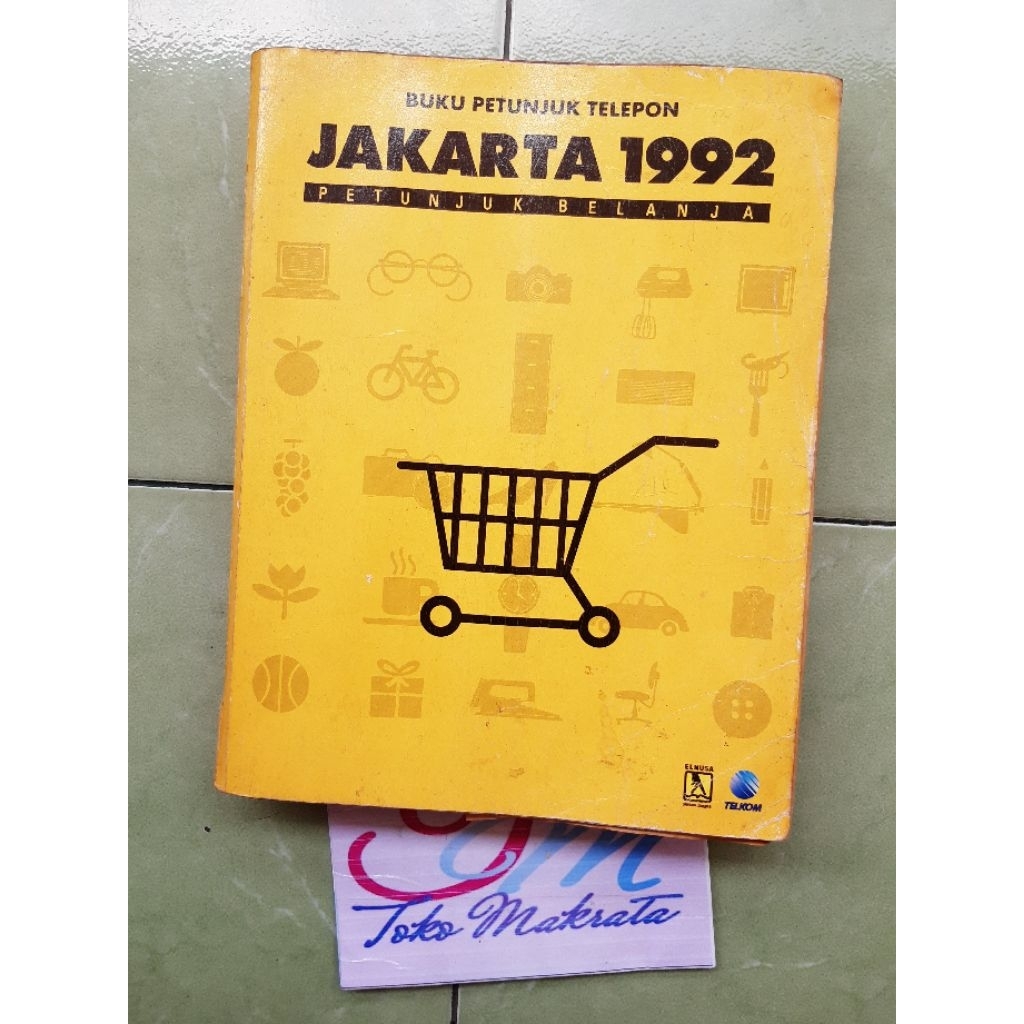 BUKU PETUNJUK TELEPON
JAKARTA 1992
PETUNJUK BELANJA
ELNUSA
TELKOM
Toko Makrata